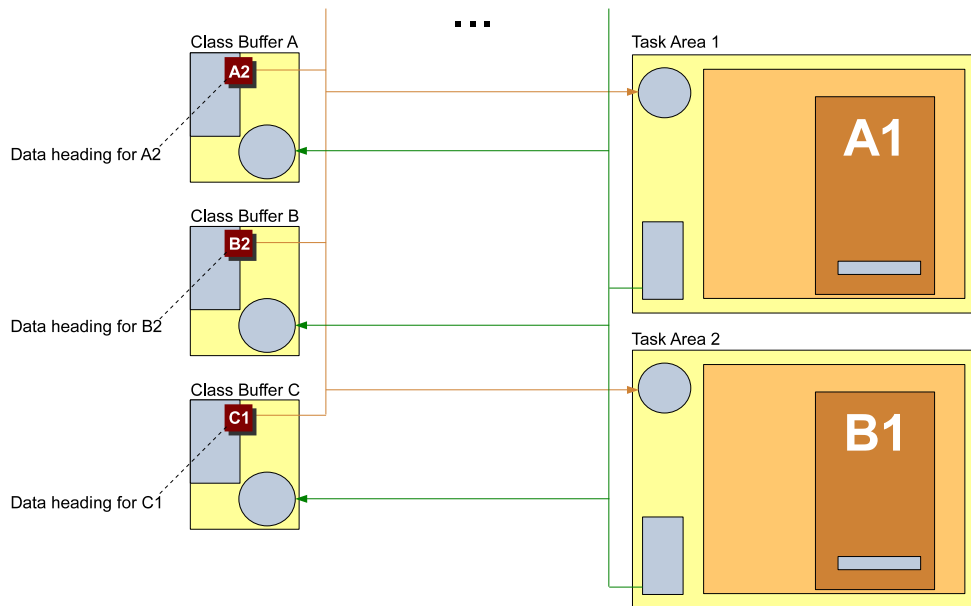 ...
Class Buffer A
Task Area 1
A2
A1
Data heading for A2
Class Buffer B
B2
Data heading for B2
Task Area 2
Class Buffer C
C1
B1
Data heading for C1